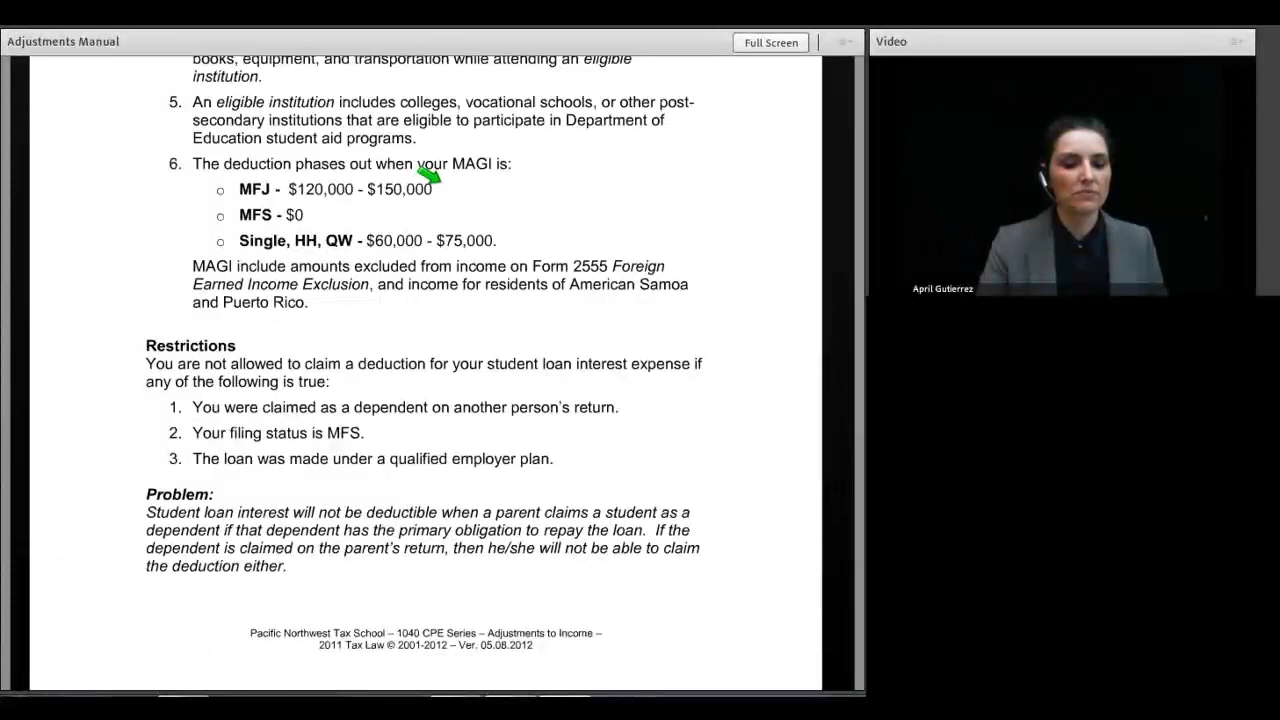 Adjustments Manual
Full Screen
Video
books, equipment, and transportation while attending an eligible
institution.
5. An eligible institution includes colleges, vocational schools, or other post-
secondary institutions that are eligible to participate in Department of
Education student aid programs.
6. The deduction phases out when your MAGI is:
o MFJ - $120,000 - $150,000
o MFS - $0
o Single, HH, QW - $60,000 - $75,000.
MAGI include amounts excluded from income on Form 2555 Foreign
Earned Income Exclusion, and income for residents of American Samoa
and Puerto Rico.
Restrictions
You are not allowed to claim a deduction for your student loan interest expense if
any of the following is true:
1. You were claimed as a dependent on another person's return.
2. Your filing status is MFS.
3. The loan was made under a qualified employer plan.
Problem:
Student loan interest will not be deductible when a parent claims a student as a
dependent if that dependent has the primary obligation to repay the loan. If the
dependent is claimed on the parent's return, then he/she will not be able to claim
the deduction either.
Pacific Northwest Tax School – 1040 CPE Series – Adjustments to Income –
2011 Tax Law © 2001-2012 – Ver. 05.08.2012
April Gutierrez